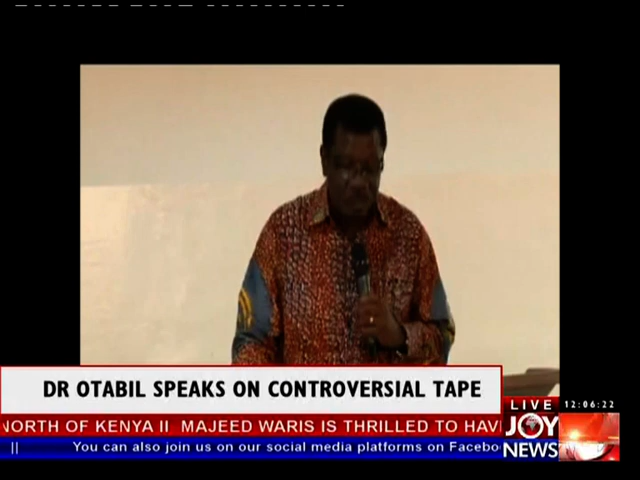 DR OTABIL SPEAKS ON CONTROVERSIAL TAPE
LIVE 12:06:22
NORTH OF KENYA || MAJEED WARIS IS THRILLED TO HAV
JOY
NEWS
|| You can also join us on our social media platforms on Facebo